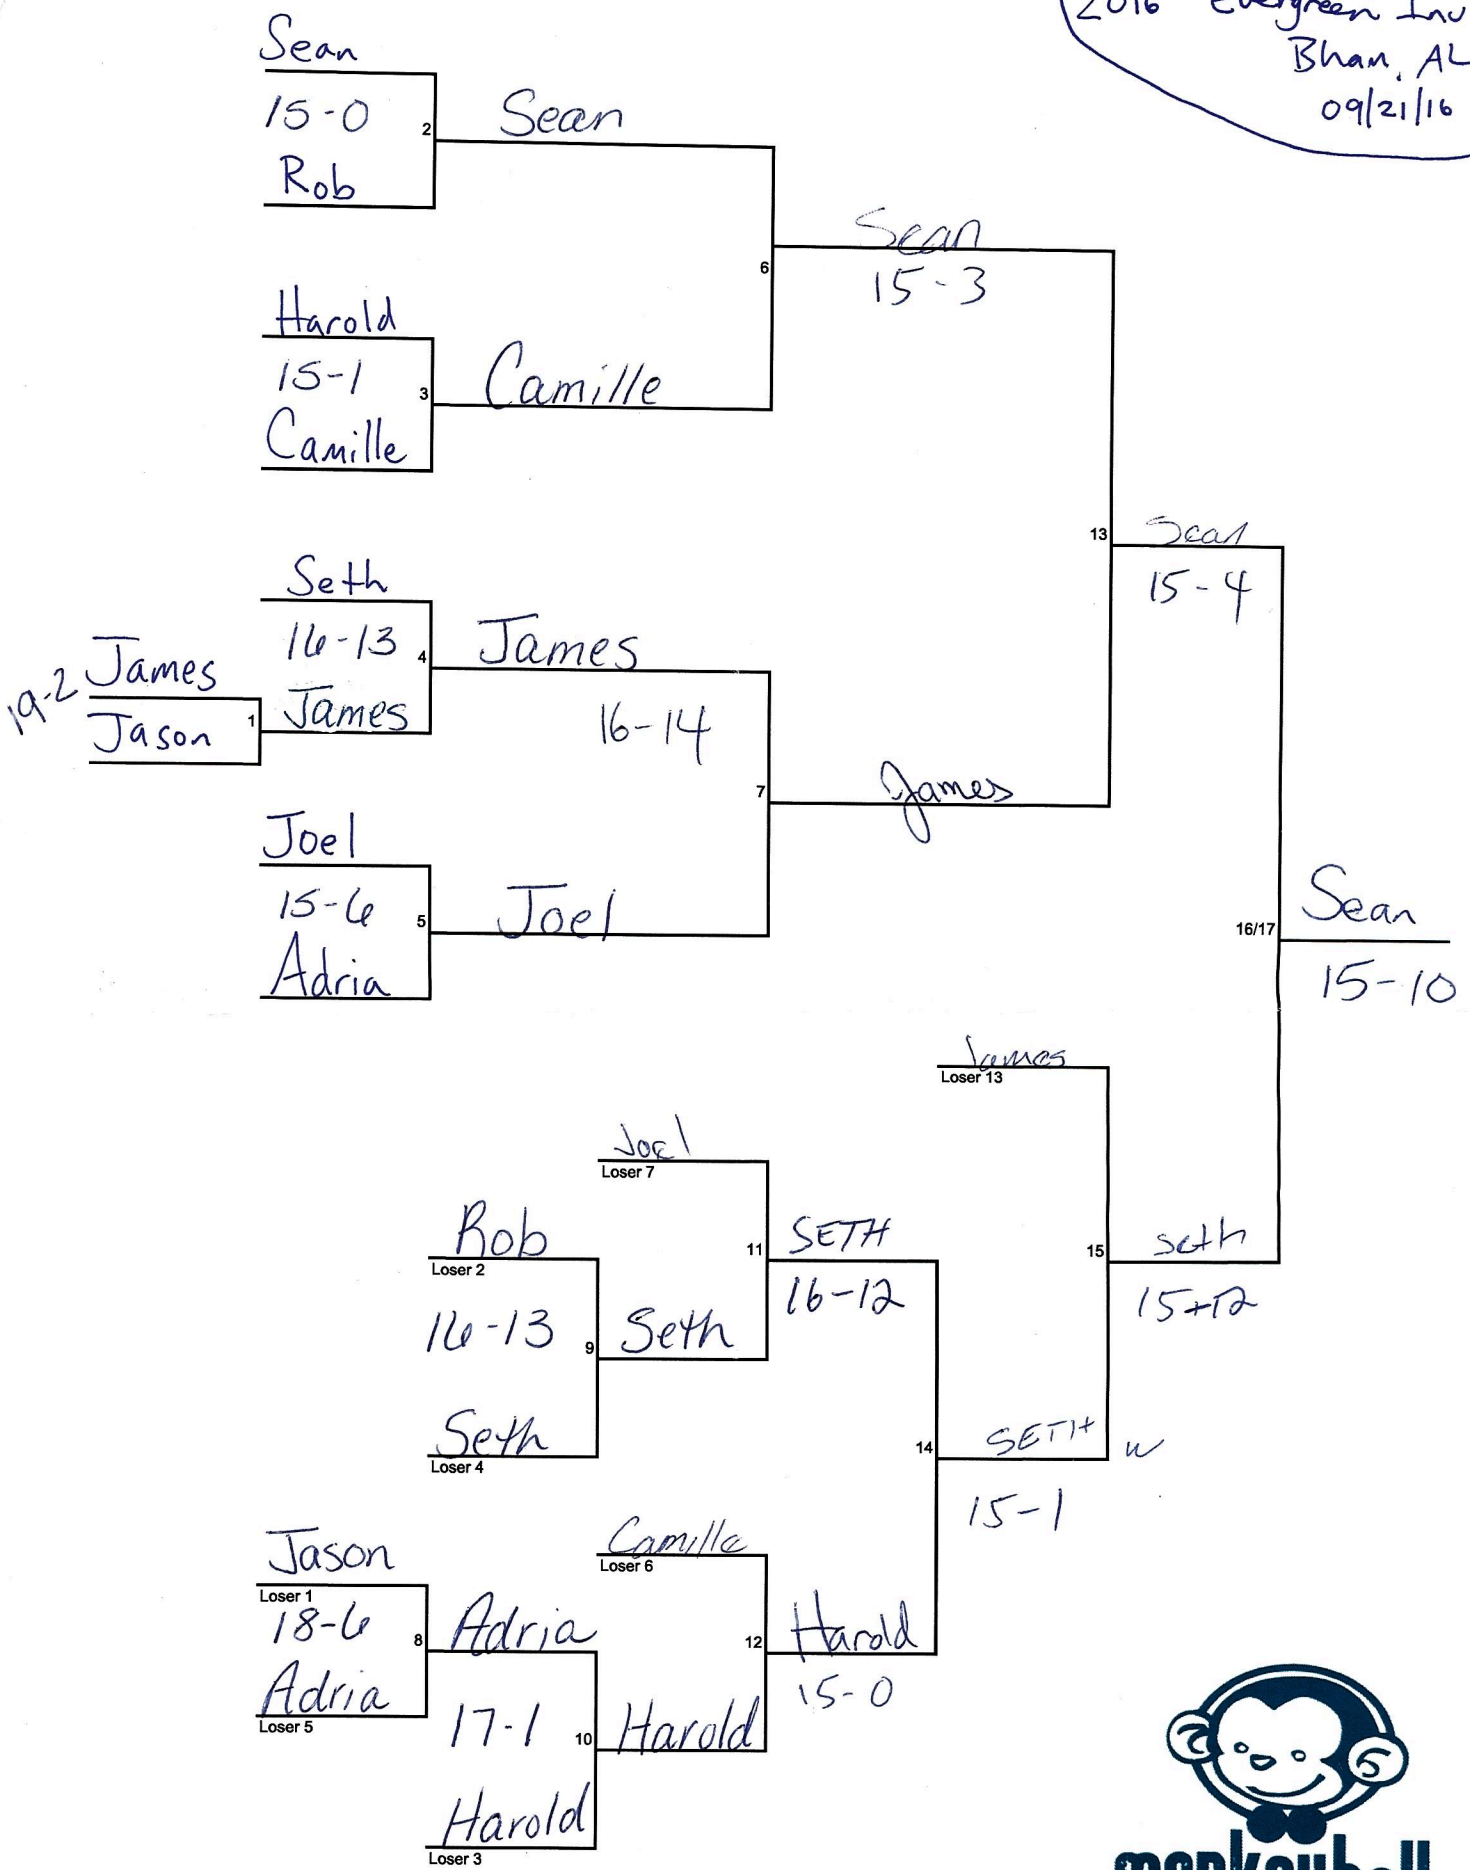 2016 Evergreen Inv
Bham, AL
09/21/16
Sean
15-0
2
Sean
Rob
6
Sean
15-3
Harold
15-1
3
Camille
Camille
13
Sean
15-4
Seth
16-13
4
James
19-2
James
Jason
1
James
16-14
7
James
Joel
15-6
5
Joel
Adria
16/17
Sean
15-10
James
Loser 13
Joel
Loser 7
Rob
Loser 2
11
SETH
16-12
15
Seth
16-13
9
Seth
Seth
Loser 4
14
SETH
W
15-1
Jason
Loser 1
18-6
8
Adria
Adria
Loser 5
Camille
Loser 6
12
Harold
15-0
17-1
10
Harold
Harold
Loser 3